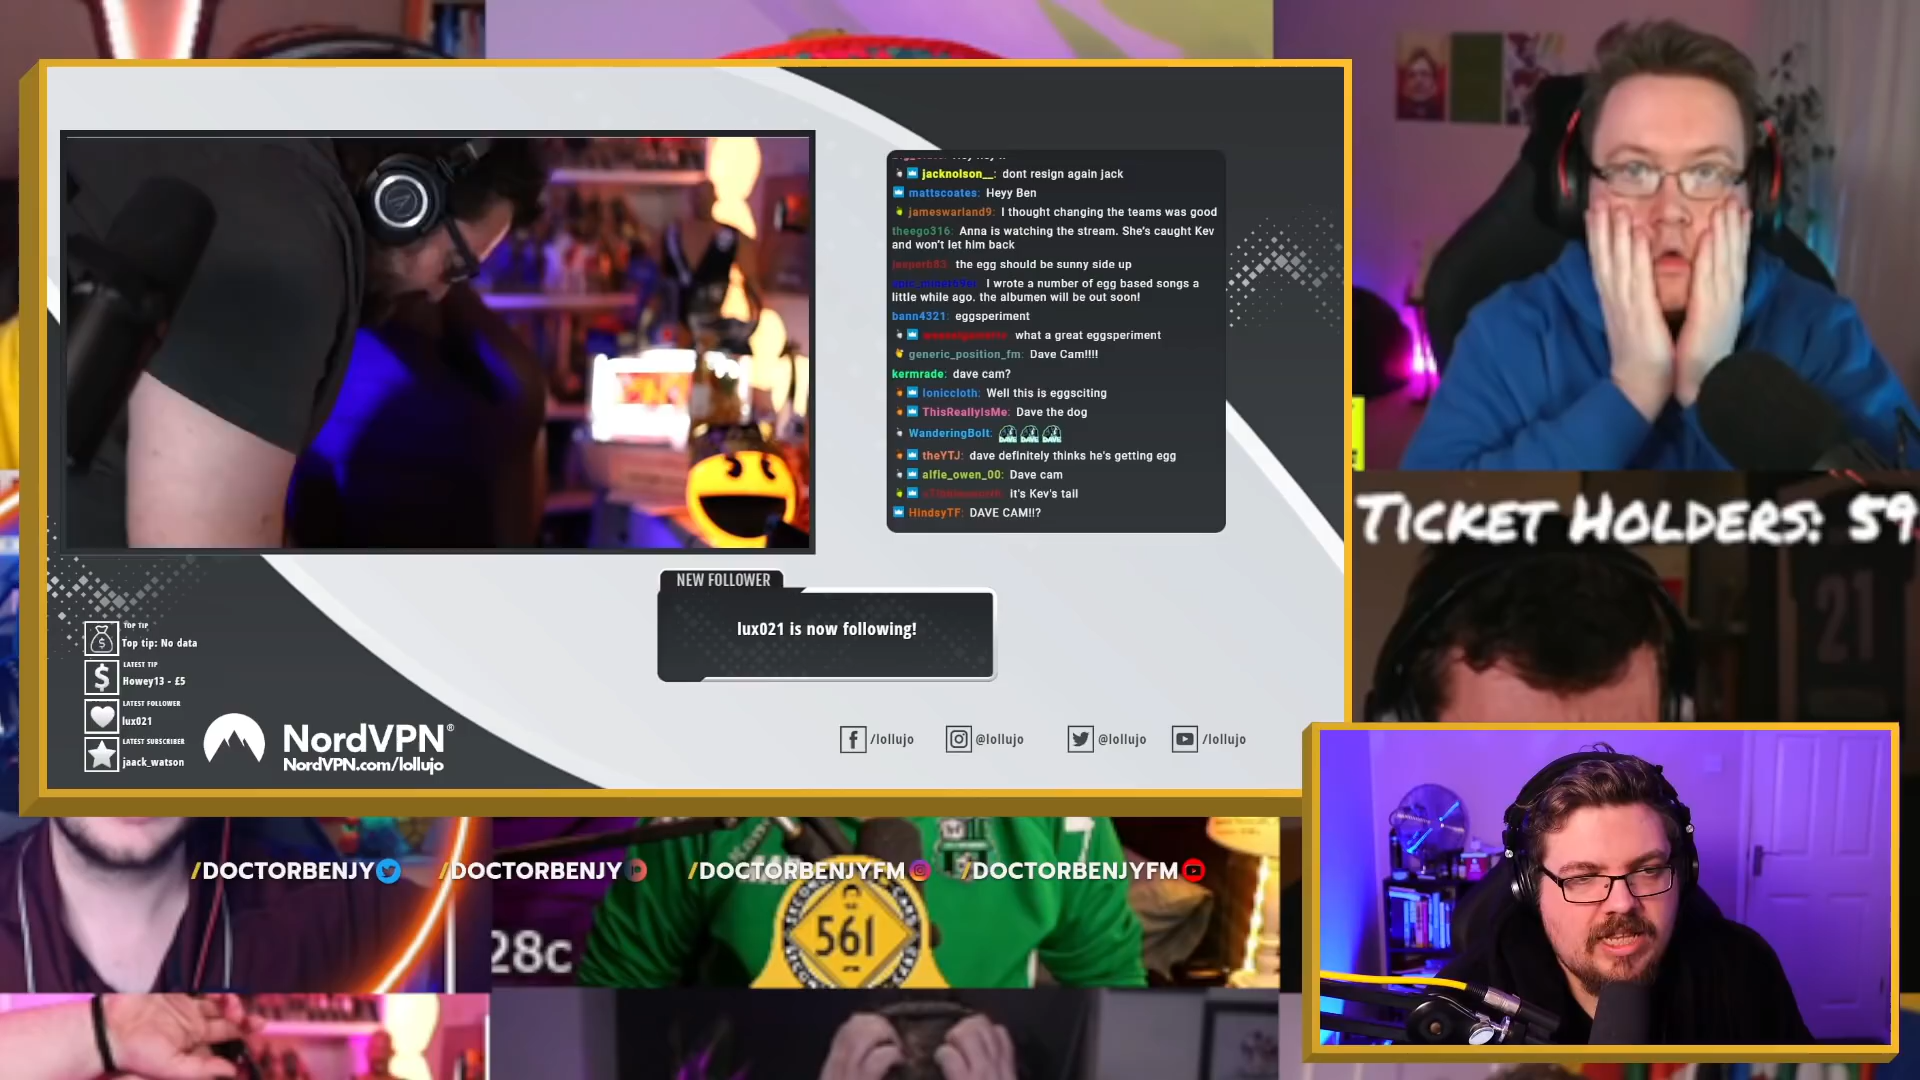 jacknolson__: dont resign again jack
mattscoates: Heyy Ben
jameswarland9: I thought changing the teams was good
theego316: Anna is watching the stream. She's caught Kev
and won't let him back
the egg should be sunny side up
I wrote a number of egg based songs a
little while ago. the albumen will be out soon!
bann4321: eggsperiment
what a great eggsperiment
generic_position_fm: Dave Cam!!!!
kermrade: dave cam?
Ioniccloth: Well this is eggsciting
ThisReallyIsMe: Dave the dog
WanderingBolt:
theYTJ: dave definitely thinks he's getting egg
alfie_owen_00: Dave cam
it's Kev's tail
HindsyTF: DAVE CAM!!?
TICKET HOLDERS: 59
21
NEW FOLLOWER
lux021 is now following!
TOP TIP
Top tip: No data
LATEST TIP
Howey13 - £5
LATEST FOLLOWER
lux021
LATEST SUBSCRIBER
jaack_watson
NordVPN®
NordVPN.com/lollujo
/lollujo
@lollujo
@lollujo
/lollujo
/DOCTORBENJY
/DOCTORBENJY
/DOCTORBENJYFM
/DOCTORBENJYFM
28c
561